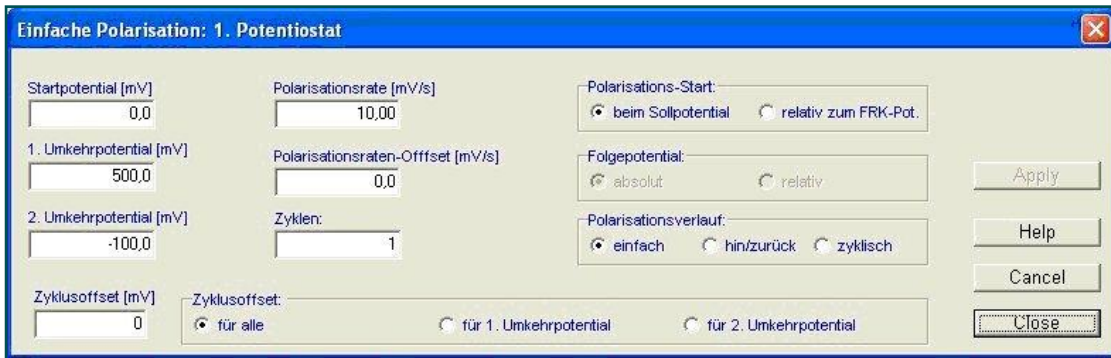 Einfache Polarisation: 1. Potentiostat
Startpotential [mV]
0,0
Polarisationsrate [mV/s]
10,00
Polarisations-Start:
beim Sollpotential
relativ zum FRK-Pot.
1. Umkehrpotential [mV]
500,0
Polarisationsraten-Offfset [mV/s]
0,0
Folgepotential:
absolut
relativ
Apply
2. Umkehrpotential [mV]
-100,0
Zyklen:
1
Polarisationsverlauf:
einfach
hin/zurück
zyklisch
Help
Cancel
Zyklusoffset [mV]
0
Zyklusoffset:
für alle
für 1. Umkehrpotential
für 2. Umkehrpotential
Close